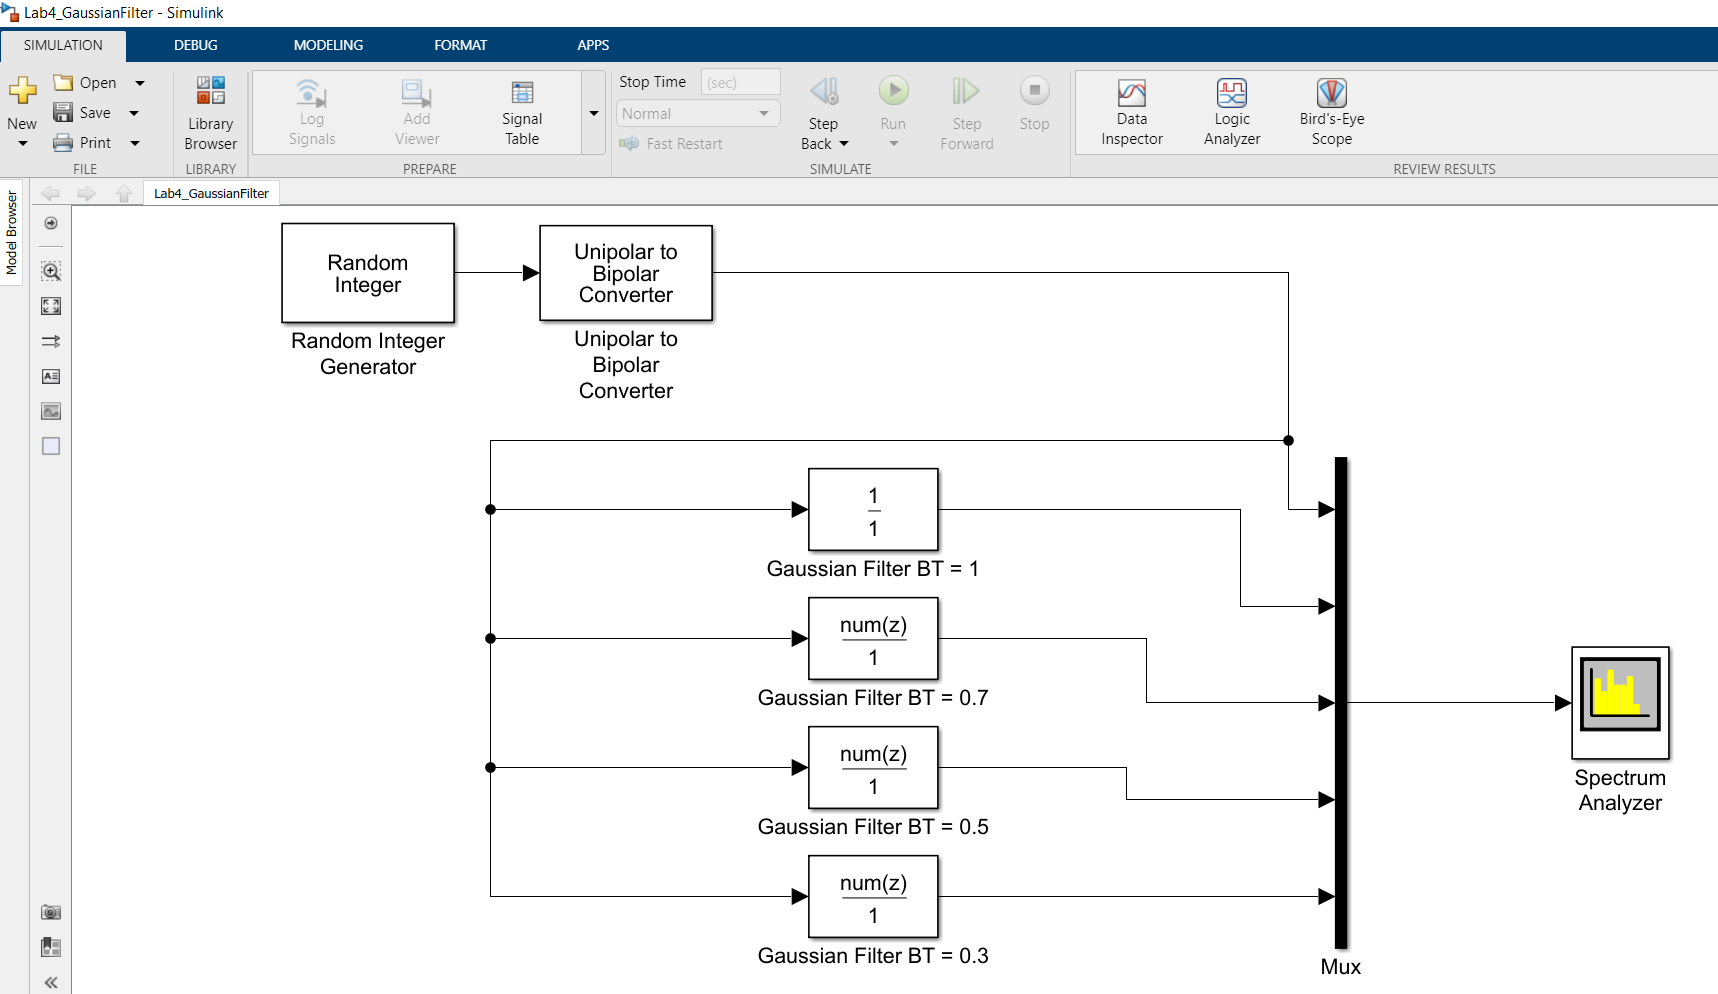 Lab4_GaussianFilter - Simulink
SIMULATION DEBUG MODELING FORMAT APPS
New
Open
Save
Print
FILE
Library
Browser
LIBRARY
Log
Signals
Add
Viewer
Signal
Table
PREPARE
Stop Time (sec)
Normal
Fast Restart
Step
Back
Run
Step
Forward
Stop
SIMULATE
Data
Inspector
Logic
Analyzer
Bird's-Eye
Scope
REVIEW RESULTS
Model Browser
Lab4_GaussianFilter
Random
Integer
Random Integer
Generator
Unipolar to
Bipolar
Converter
Unipolar to
Bipolar
Converter
1
1
Gaussian Filter BT = 1
num(z)
1
Gaussian Filter BT = 0.7
num(z)
1
Gaussian Filter BT = 0.5
num(z)
1
Gaussian Filter BT = 0.3
Mux
Spectrum
Analyzer